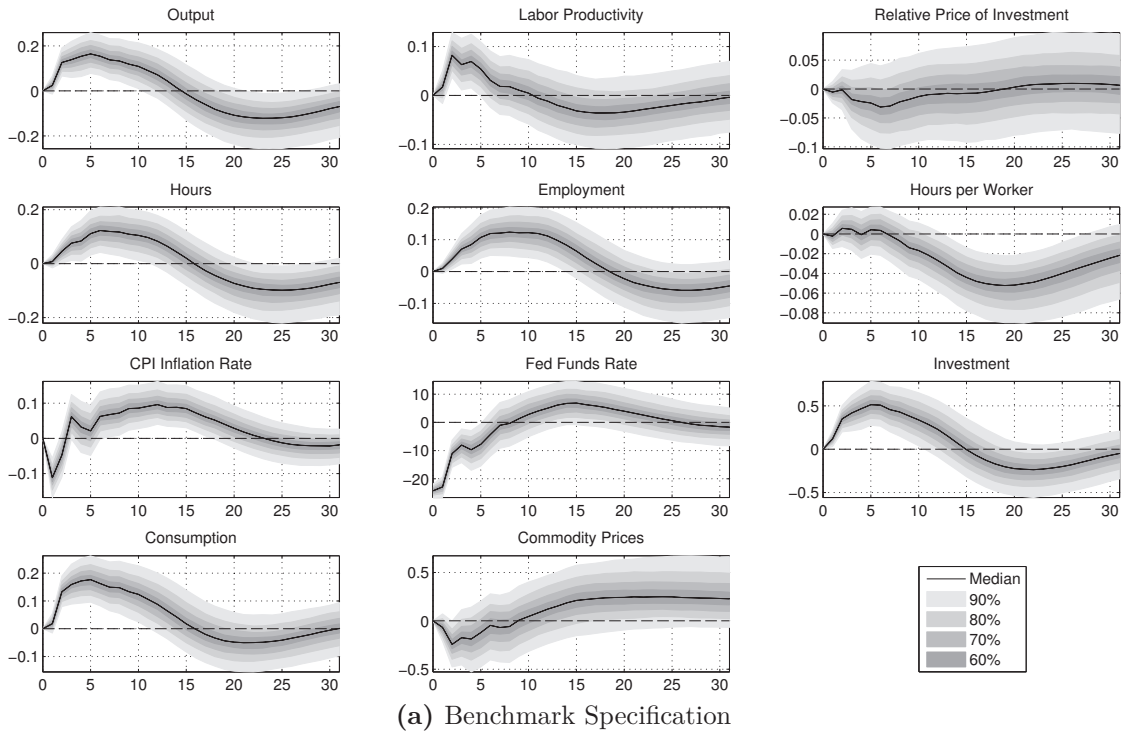 Output
0.2
0
−0.2
0 5 10 15 20 25 30
Labor Productivity
0.1
0
−0.1
0 5 10 15 20 25 30
Relative Price of Investment
0.05
0
−0.05
−0.1
0 5 10 15 20 25 30
Hours
0.2
0
−0.2
0 5 10 15 20 25 30
Employment
0.2
0.1
0
−0.1
0 5 10 15 20 25 30
Hours per Worker
0.02
0
−0.02
−0.04
−0.06
−0.08
0 5 10 15 20 25 30
CPI Inflation Rate
0.1
0
−0.1
0 5 10 15 20 25 30
Fed Funds Rate
10
0
−10
−20
0 5 10 15 20 25 30
Investment
0.5
0
−0.5
0 5 10 15 20 25 30
Consumption
0.2
0.1
0
−0.1
0 5 10 15 20 25 30
Commodity Prices
0.5
0
−0.5
0 5 10 15 20 25 30
Median
90%
80%
70%
60%
(a) Benchmark Specification